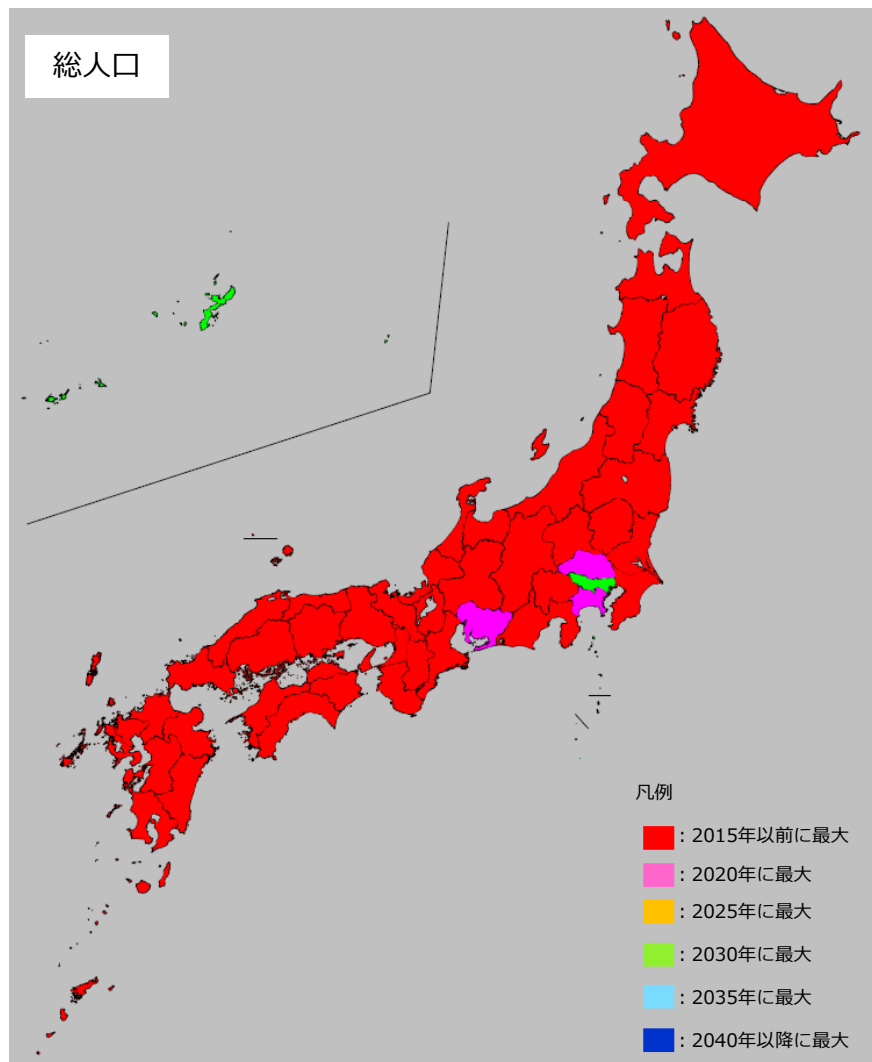 総人口
凡例
：2015年以前に最大
：2020年に最大
：2025年に最大
：2030年に最大
：2035年に最大
：2040年以降に最大